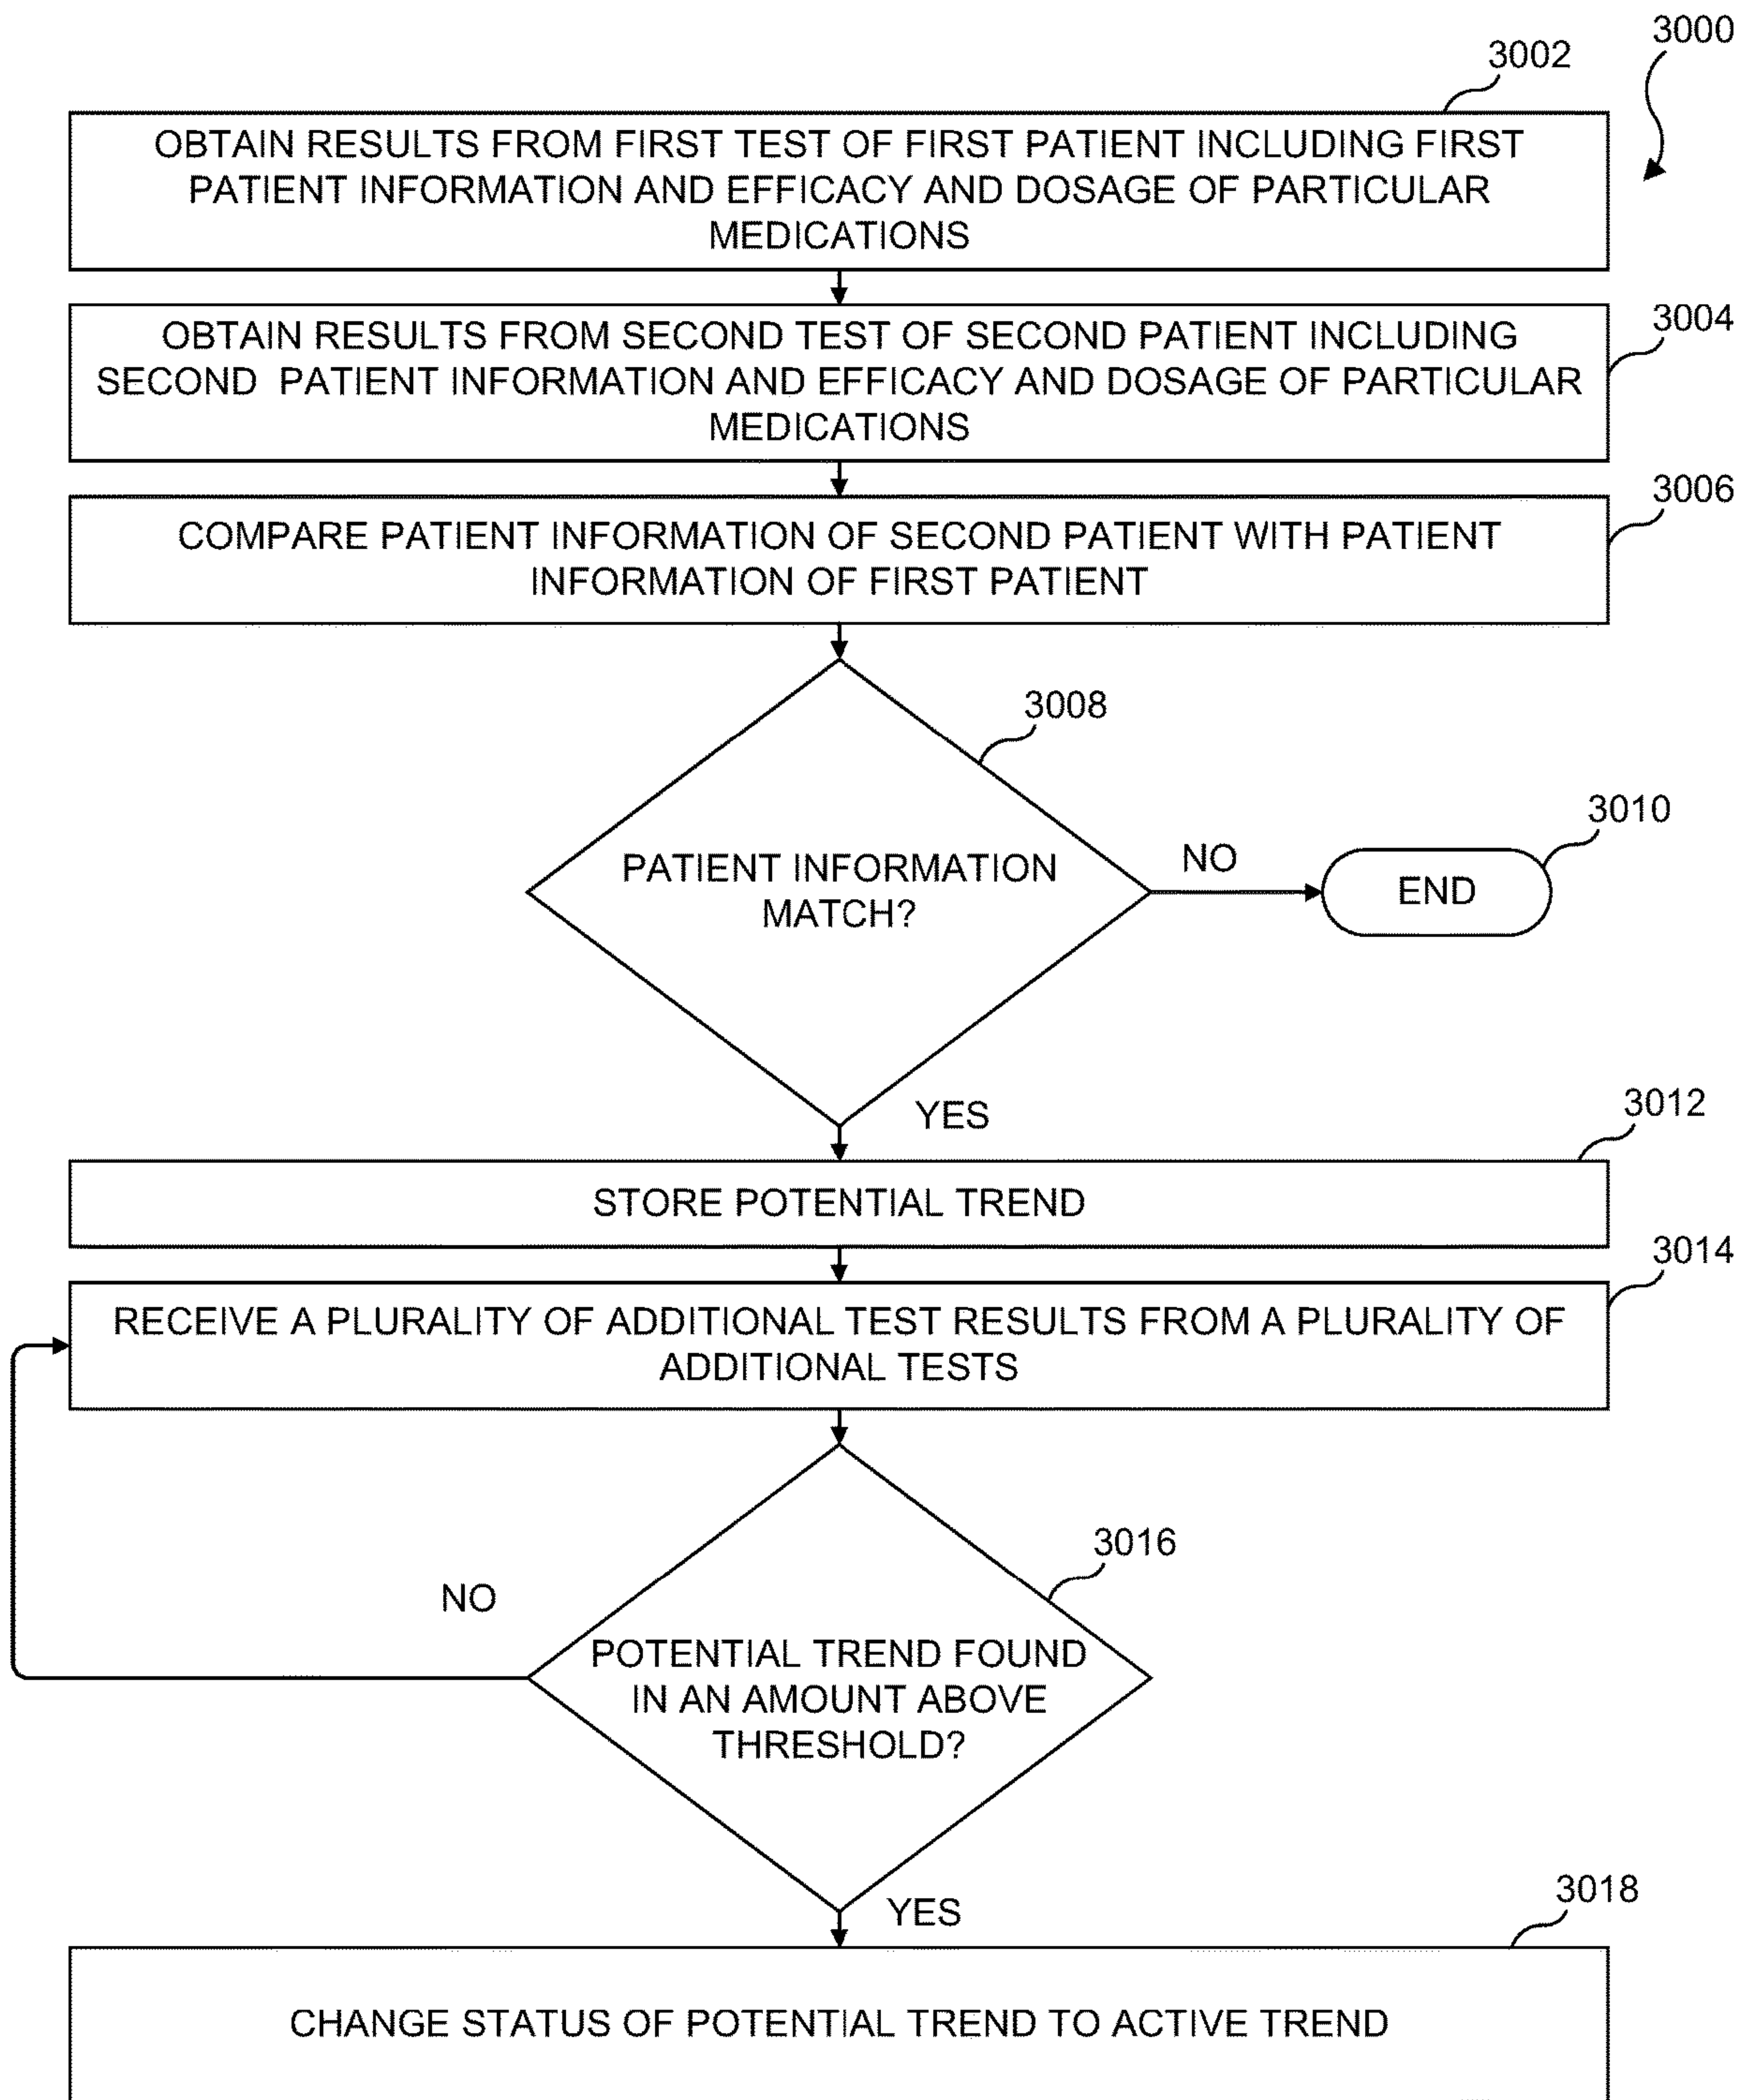 3000
3002
OBTAIN RESULTS FROM FIRST TEST OF FIRST PATIENT INCLUDING FIRST
PATIENT INFORMATION AND EFFICACY AND DOSAGE OF PARTICULAR
MEDICATIONS
3004
OBTAIN RESULTS FROM SECOND TEST OF SECOND PATIENT INCLUDING
SECOND PATIENT INFORMATION AND EFFICACY AND DOSAGE OF PARTICULAR
MEDICATIONS
3006
COMPARE PATIENT INFORMATION OF SECOND PATIENT WITH PATIENT
INFORMATION OF FIRST PATIENT
3008
PATIENT INFORMATION
MATCH?
NO
3010
END
YES
3012
STORE POTENTIAL TREND
3014
RECEIVE A PLURALITY OF ADDITIONAL TEST RESULTS FROM A PLURALITY OF
ADDITIONAL TESTS
3016
NO
POTENTIAL TREND FOUND
IN AN AMOUNT ABOVE
THRESHOLD?
YES
3018
CHANGE STATUS OF POTENTIAL TREND TO ACTIVE TREND